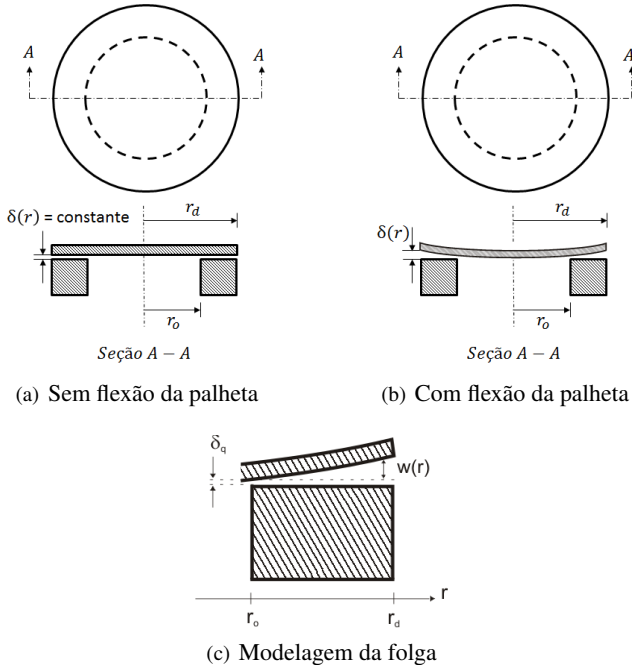 A A
δ(r) = constante
r_d
r_o
Seção A − A
(a) Sem flexão da palheta
A A
δ(r)
r_d
r_o
Seção A − A
(b) Com flexão da palheta
δ_q
w(r)
r
r_o r_d
(c) Modelagem da folga